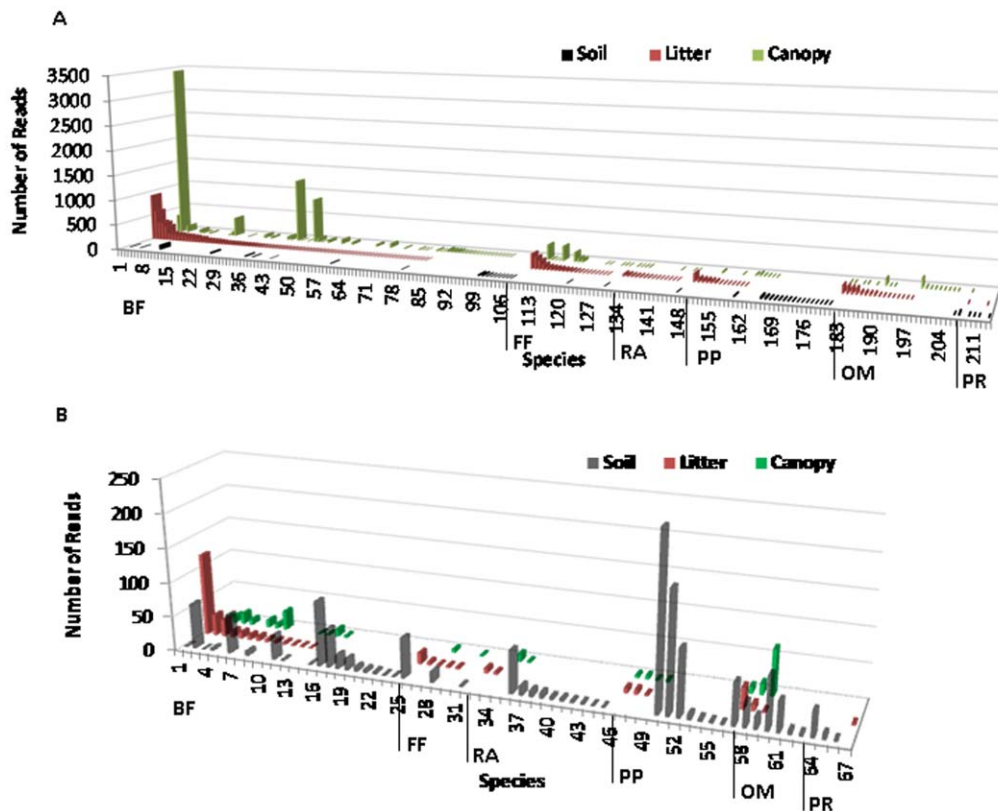 A
Soil Litter Canopy
Number of Reads
3500
3000
2500
2000
1500
1000
500
0
1 8 15 22 29 36 43 50 57 64 71 78 85 92 99 106 113 120 127 134 141 148 155 162 169 176 183 190 197 204 211
BF FF RA PP OM PR
Species
B
Soil Litter Canopy
Number of Reads
250
200
150
100
50
0
1 4 7 10 13 16 19 22 25 28 31 34 37 40 43 46 49 52 55 58 61 64 67
BF FF RA PP OM PR
Species